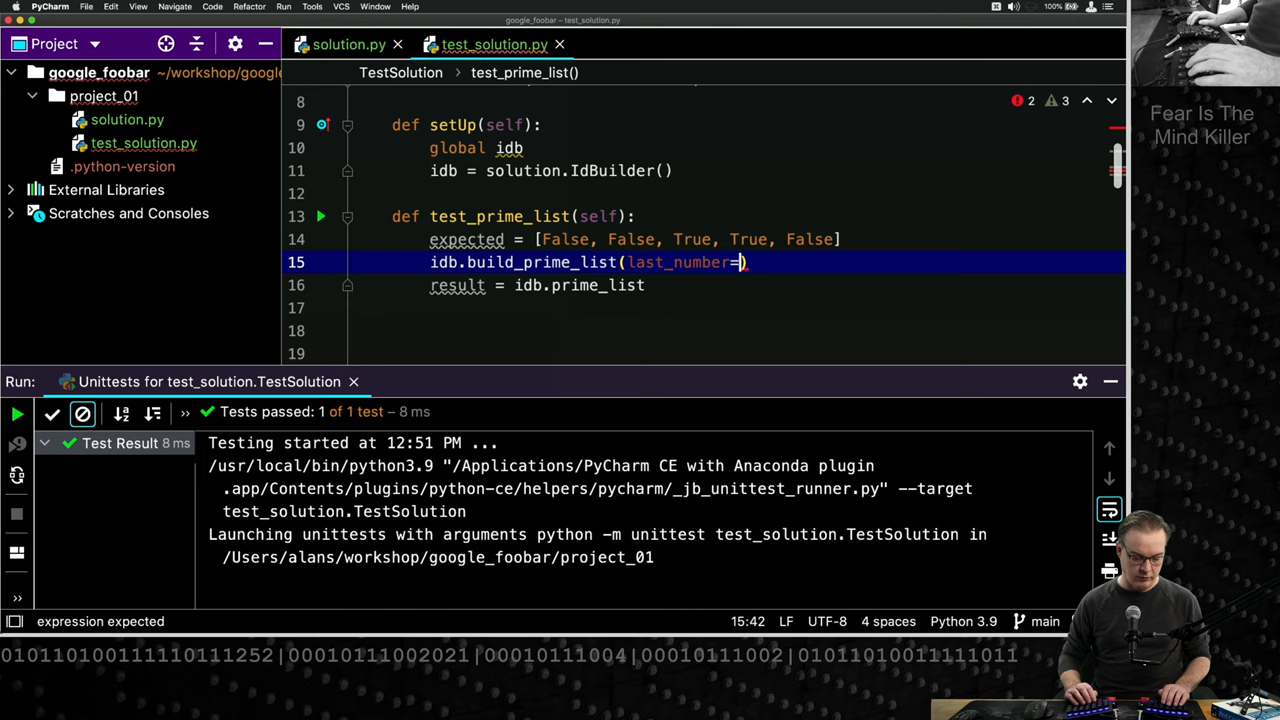 PyCharm File Edit View Navigate Code Refactor Run Tools VCS Window Help 100%
google_foobar – test_solution.py
Project solution.py test_solution.py
google_foobar ~/workshop/google
TestSolution test_prime_list()
project_01
solution.py
test_solution.py
.python-version
External Libraries
Scratches and Consoles
2 3
8
9 def setUp(self):
10 global idb
11 idb = solution.IdBuilder()
12
13 def test_prime_list(self):
14 expected = [False, False, True, True, False]
15 idb.build_prime_list(last_number=)
16 result = idb.prime_list
17
18
19
Fear Is The
Mind Killer
Run: Unittests for test_solution.TestSolution
Tests passed: 1 of 1 test – 8 ms
Test Result 8 ms
Testing started at 12:51 PM ...
/usr/local/bin/python3.9 "/Applications/PyCharm CE with Anaconda plugin
.app/Contents/plugins/python-ce/helpers/pycharm/_jb_unittest_runner.py" --target
test_solution.TestSolution
Launching unittests with arguments python -m unittest test_solution.TestSolution in
/Users/alans/workshop/google_foobar/project_01
expression expected 15:42 LF UTF-8 4 spaces Python 3.9 main
01011010011110111252|00010111002021|00010111004|00010111002|01011010011101111011